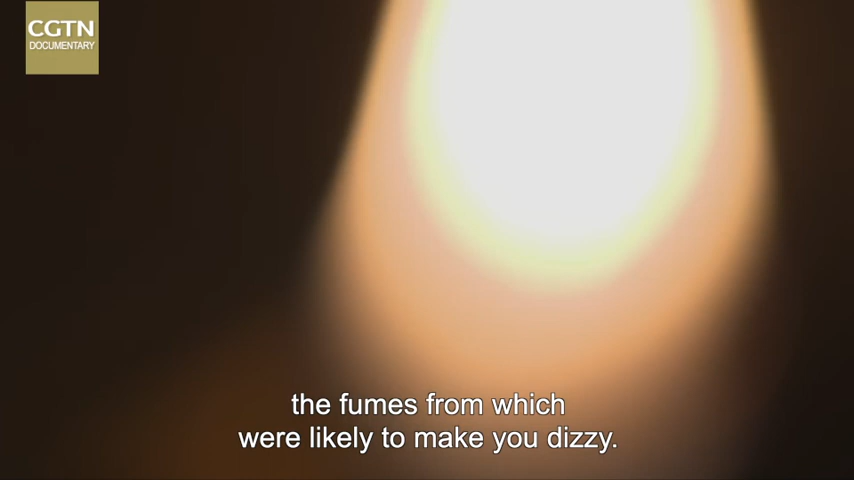 CGTN
DOCUMENTARY
the fumes from which
were likely to make you dizzy.